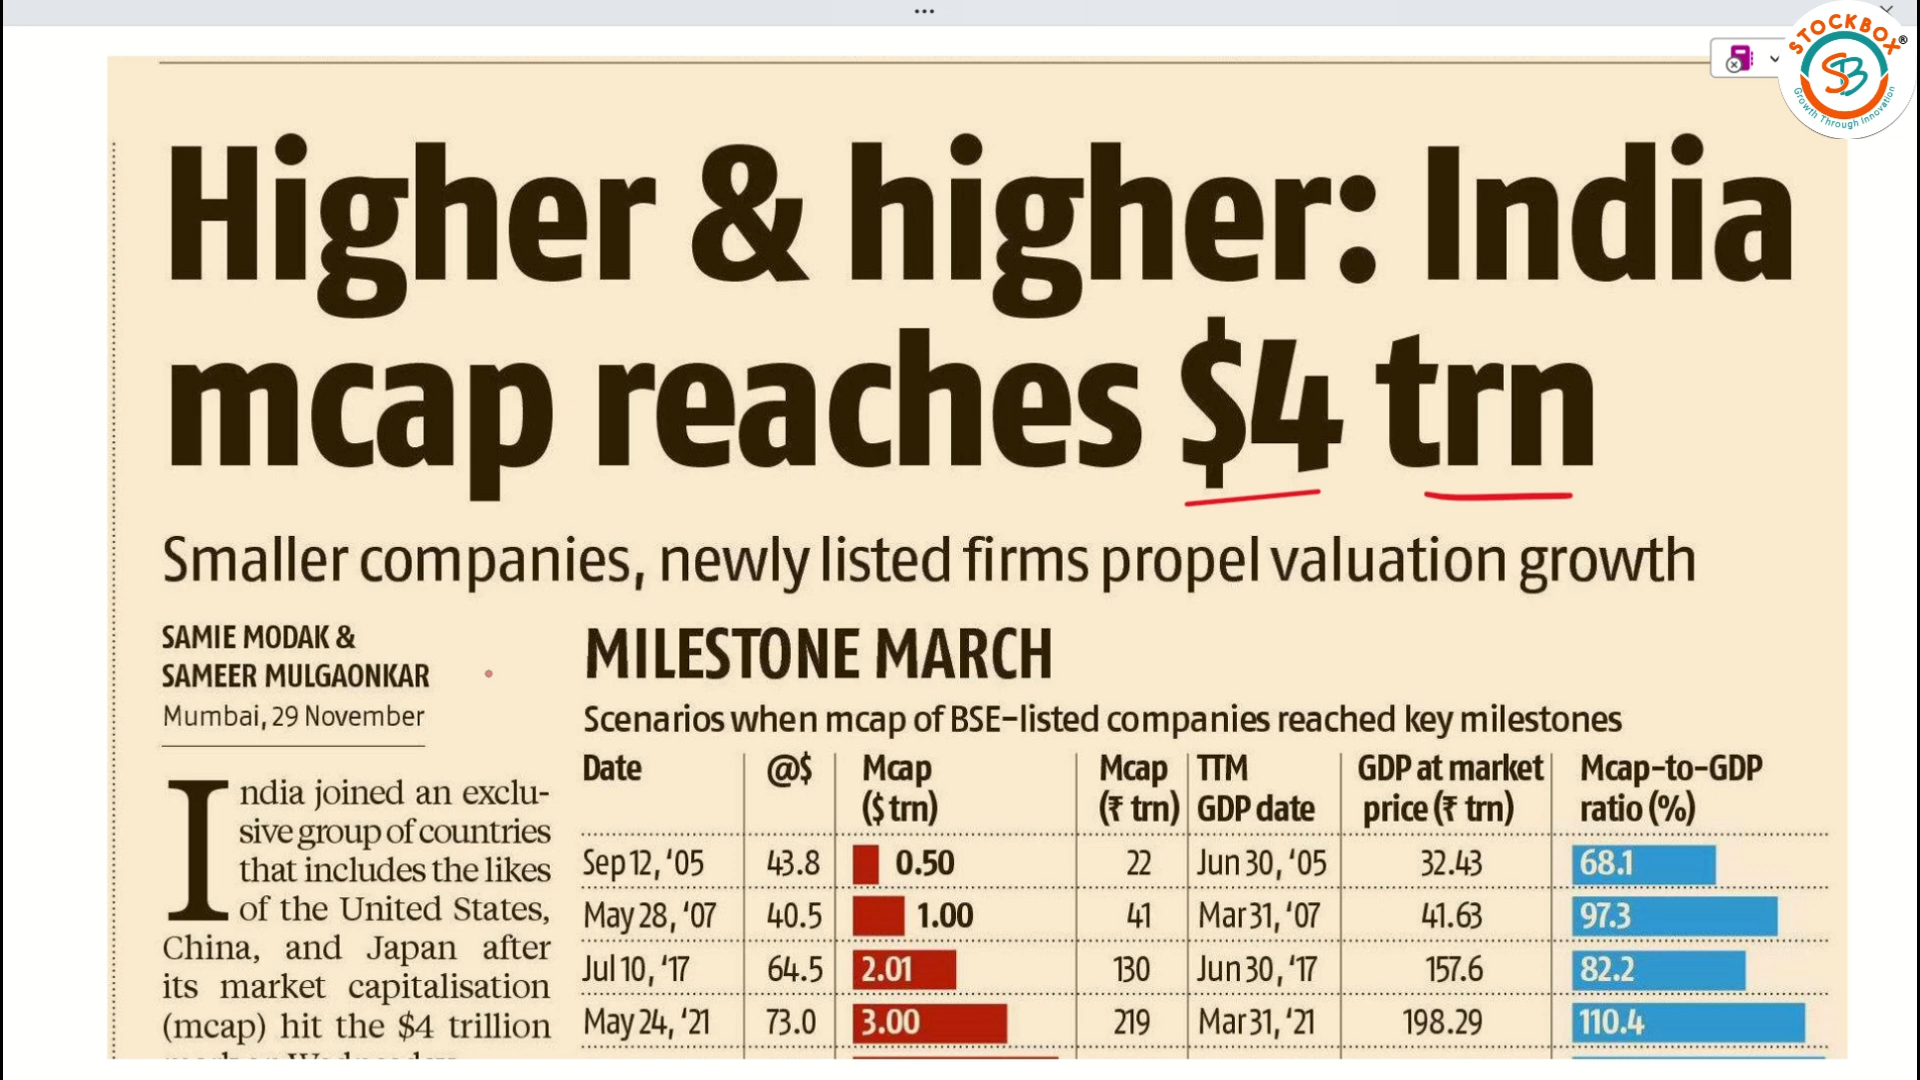 STOCKBOX®
SB
Growth Through Innovation
Higher & higher: India
mcap reaches $4 trn
Smaller companies, newly listed firms propel valuation growth
SAMIE MODAK &
SAMEER MULGAONKAR
Mumbai, 29 November
India joined an exclu-
sive group of countries
that includes the likes
of the United States,
China, and Japan after
its market capitalisation
(mcap) hit the $4 trillion
MILESTONE MARCH
Scenarios when mcap of BSE-listed companies reached key milestones
Date @$ Mcap ($ trn) Mcap (₹ trn) TTM GDP date GDP at market price (₹ trn) Mcap-to-GDP ratio (%)
Sep 12, '05 43.8 0.50 22 Jun 30, '05 32.43 68.1
May 28, '07 40.5 1.00 41 Mar 31, '07 41.63 97.3
Jul 10, '17 64.5 2.01 130 Jun 30, '17 157.6 82.2
May 24, '21 73.0 3.00 219 Mar 31, '21 198.29 110.4